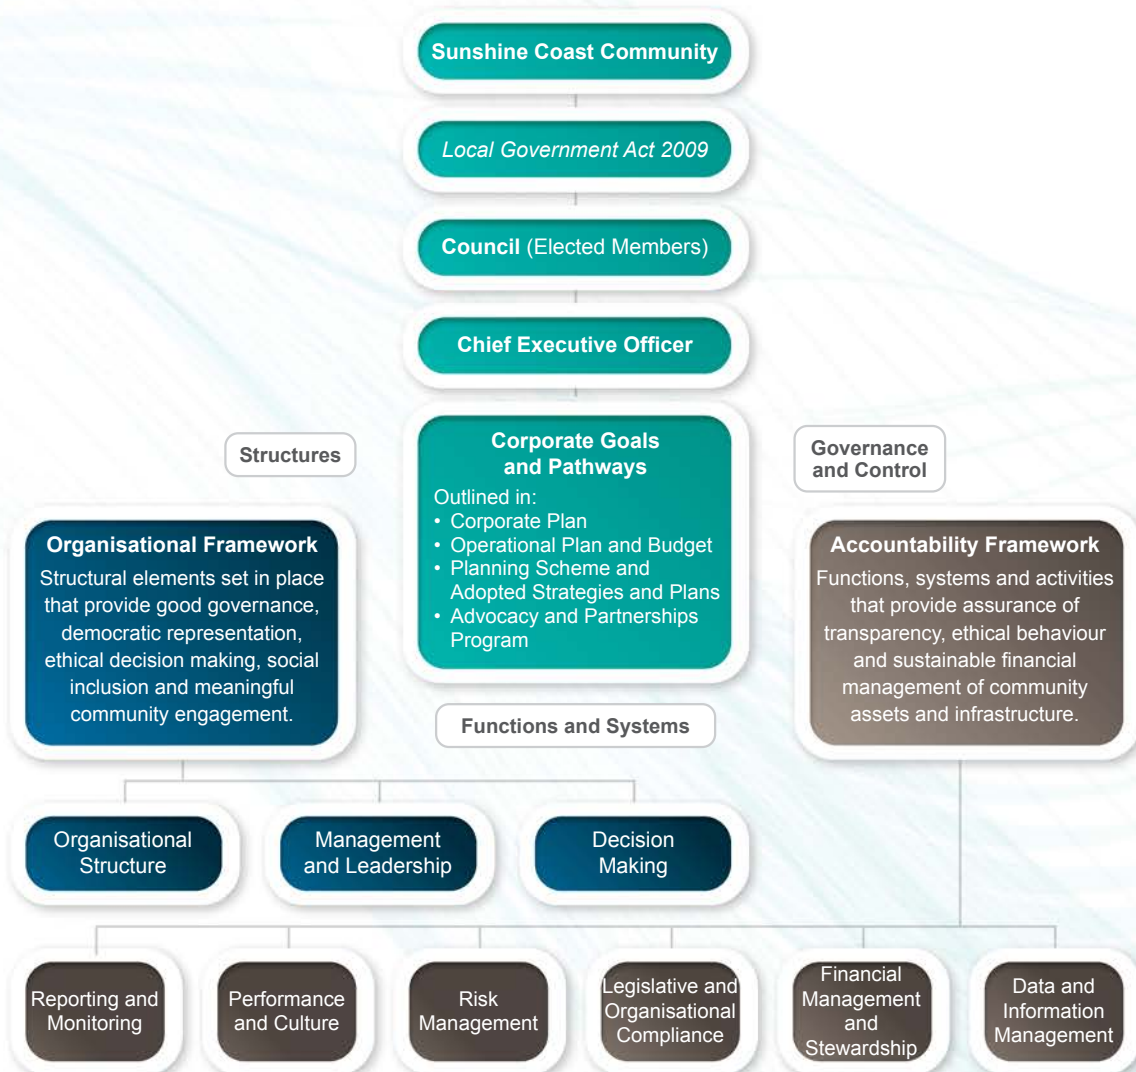 Sunshine Coast Community
Local Government Act 2009
Council (Elected Members)
Chief Executive Officer
Structures
Corporate Goals
and Pathways
Outlined in:
• Corporate Plan
• Operational Plan and Budget
• Planning Scheme and
Adopted Strategies and Plans
• Advocacy and Partnerships
Program
Governance
and Control
Organisational Framework
Structural elements set in place
that provide good governance,
democratic representation,
ethical decision making, social
inclusion and meaningful
community engagement.
Accountability Framework
Functions, systems and activities
that provide assurance of
transparency, ethical behaviour
and sustainable financial
management of community
assets and infrastructure.
Functions and Systems
Organisational
Structure
Management
and Leadership
Decision
Making
Reporting and
Monitoring
Performance
and Culture
Risk
Management
Legislative and
Organisational
Compliance
Financial
Management
and
Stewardship
Data and
Information
Management